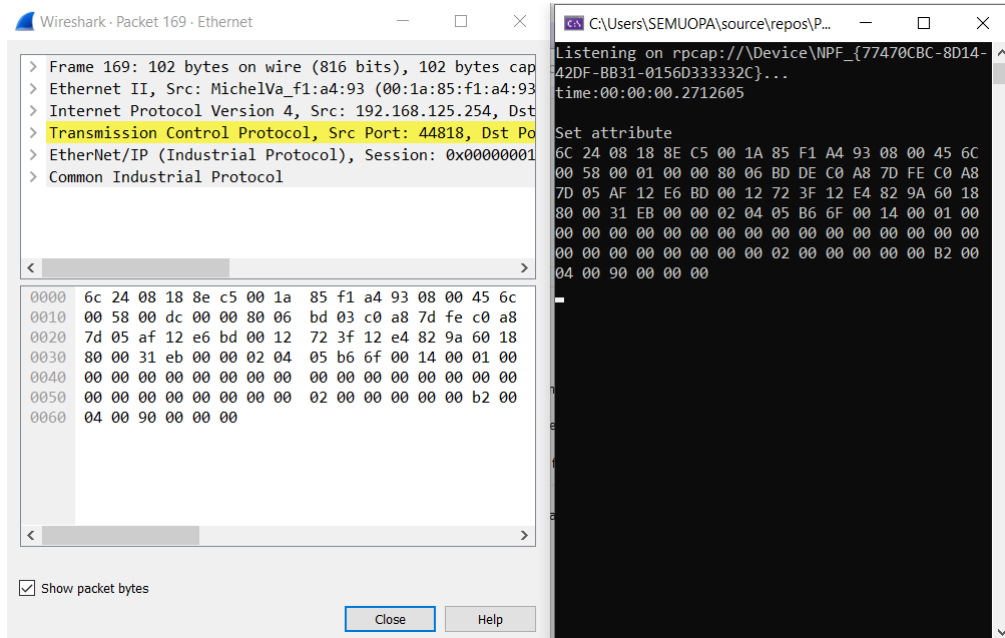 Wireshark · Packet 169 · Ethernet
> Frame 169: 102 bytes on wire (816 bits), 102 bytes cap
> Ethernet II, Src: MichelVa_f1:a4:93 (00:1a:85:f1:a4:93
> Internet Protocol Version 4, Src: 192.168.125.254, Dst
> Transmission Control Protocol, Src Port: 44818, Dst Po
> EtherNet/IP (Industrial Protocol), Session: 0x00000001
> Common Industrial Protocol
0000 6c 24 08 18 8e c5 00 1a 85 f1 a4 93 08 00 45 6c
0010 00 58 00 dc 00 00 80 06 bd 03 c0 a8 7d fe c0 a8
0020 7d 05 af 12 e6 bd 00 12 72 3f 12 e4 82 9a 60 18
0030 80 00 31 eb 00 00 02 04 05 b6 6f 00 14 00 01 00
0040 00 00 00 00 00 00 00 00 00 00 00 00 00 00 00 00
0050 00 00 00 00 00 00 00 00 02 00 00 00 00 00 b2 00
0060 04 00 90 00 00 00
Show packet bytes
Close
Help
C:\Users\SEMUOPA\source\repos\P...
Listening on rpcap://\Device\NPF_{77470CBC-8D14-
42DF-BB31-0156D333332C}...
time:00:00:00.2712605
Set attribute
6C 24 08 18 8E C5 00 1A 85 F1 A4 93 08 00 45 6C
00 58 00 01 00 00 80 06 BD DE C0 A8 7D FE C0 A8
7D 05 AF 12 E6 BD 00 12 72 3F 12 E4 82 9A 60 18
80 00 31 EB 00 00 02 04 05 B6 6F 00 14 00 01 00
00 00 00 00 00 00 00 00 00 00 00 00 00 00 00 00
00 00 00 00 00 00 00 00 02 00 00 00 00 00 B2 00
04 00 90 00 00 00